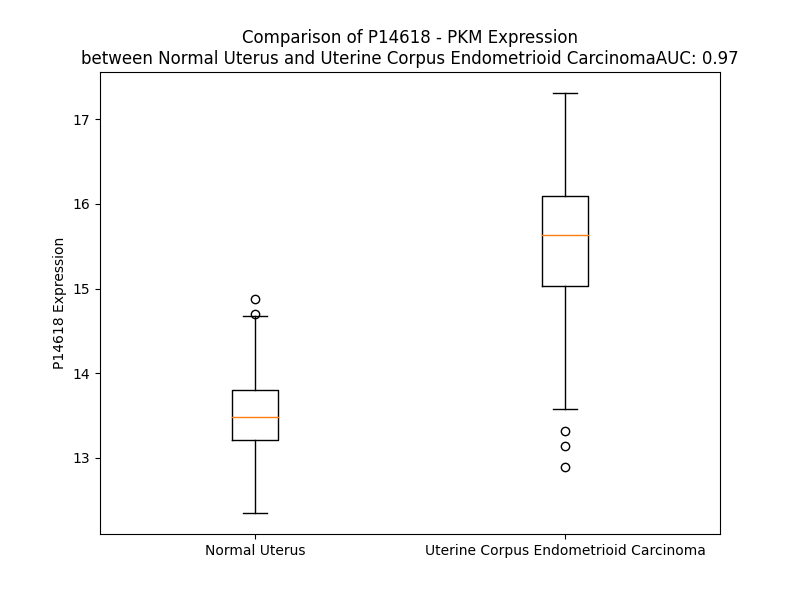 Comparison of P14618 - PKM Expression
between Normal Uterus and Uterine Corpus Endometrioid CarcinomaAUC: 0.97
17
16
15
14
13
P14618 Expression
Normal Uterus
Uterine Corpus Endometrioid Carcinoma